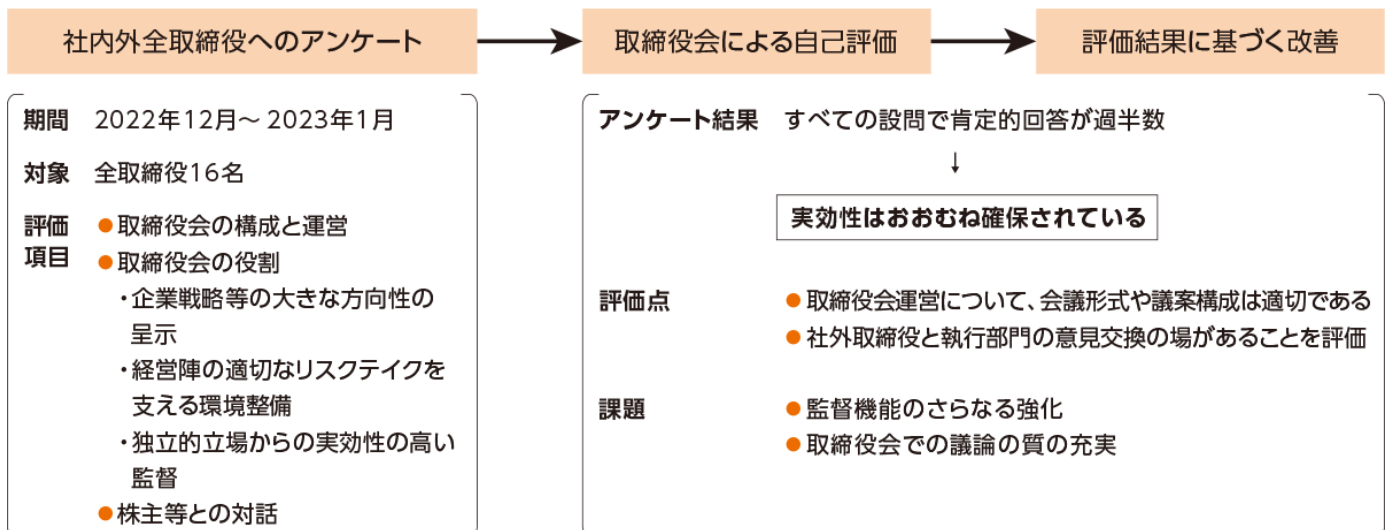 社内外全取締役へのアンケート
取締役会による自己評価
評価結果に基づく改善
期間 2022年12月～2023年1月
対象 全取締役16名
評価 ●取締役会の構成と運営
項目 ●取締役会の役割
・企業戦略等の大きな方向性の
呈示
・経営陣の適切なリスクテイクを
支える環境整備
・独立的立場からの実効性の高い
監督
●株主等との対話
アンケート結果 すべての設問で肯定的回答が過半数
↓
実効性はおおむね確保されている
評価点 ●取締役会運営について、会議形式や議案構成は適切である
●社外取締役と執行部門の意見交換の場があることを評価
課題 ●監督機能のさらなる強化
●取締役会での議論の質の充実